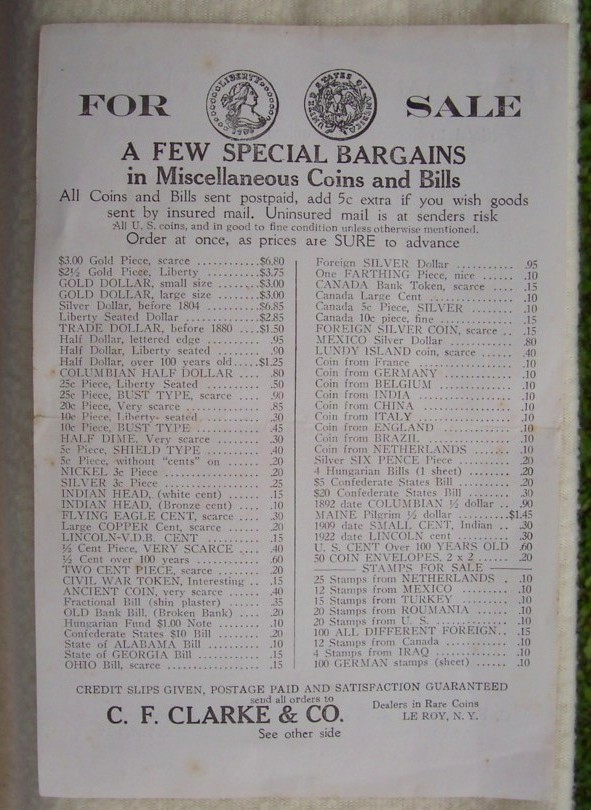 FOR SALE
LIBERTY
UNITED STATES OF AMERICA
A FEW SPECIAL BARGAINS
in Miscellaneous Coins and Bills
All Coins and Bills sent postpaid, add 5c extra if you wish goods
sent by insured mail. Uninsured mail is at senders risk
All U. S. coins, and in good to fine condition unless otherwise mentioned.
Order at once, as prices are SURE to advance
$3.00 Gold Piece, scarce ..........$6.80
$2½ Gold Piece, Liberty ..........$3.75
GOLD DOLLAR, small size .......$3.00
GOLD DOLLAR, large size ........$3.00
Silver Dollar, before 1804 .........$6.85
Liberty Seated Dollar ..............$2.85
TRADE DOLLAR, before 1880 ....$1.50
Half Dollar, lettered edge .......... .95
Half Dollar, Liberty seated ........ .90
Half Dollar, over 100 years old.....$1.25
COLUMBIAN HALF DOLLAR .... .80
25c Piece, Liberty Seated .......... .50
25c Piece, BUST TYPE, scarce .... .90
20c Piece, Very scarce .............. .85
10c Piece, Liberty seated ........... .30
10c Piece, BUST TYPE ............. .45
HALF DIME, Very scarce ......... .30
5c Piece, SHIELD TYPE ........... .40
5c Piece, without "cents" on ....... .20
NICKEL 3c Piece .................. .20
SILVER 3c Piece ................... .25
INDIAN HEAD, (white cent) ...... .15
INDIAN HEAD, (Bronze cent) .... .10
FLYING EAGLE CENT, scarce .... .30
Large COPPER Cent, scarce ....... .20
LINCOLN-V.D.B. CENT .......... .15
½ Cent Piece, VERY SCARCE .... .40
½ Cent over 100 years ............. .60
TWO CENT PIECE, scarce ........ .20
CIVIL WAR TOKEN, Interesting .. .15
ANCIENT COIN, very scarce ...... .40
Fractional Bill (shin plaster) ....... .35
OLD Bank Bill, (Broken Bank) .... .20
Hungarian Fund $1.00 Note ........ .10
Confederate States $10 Bill ......... .20
State of ALABAMA Bill ........... .10
State of GEORGIA Bill ............ .15
OHIO Bill, scarce .................. .15
Foreign SILVER Dollar ........... .95
One FARTHING Piece, nice ...... .10
CANADA Bank Token, scarce .... .15
Canada Large Cent ................ .10
Canada 5c Piece, SILVER ......... .10
Canada 10c piece, fine ............. .15
FOREIGN SILVER COIN, scarce .. .15
MEXICO Silver Dollar ............. .80
LUNDY ISLAND coin, scarce ...... .40
Coin from France .................. .10
Coin from GERMANY ............. .10
Coin from BELGIUM .............. .10
Coin from INDIA .................. .10
Coin from CHINA ................. .10
Coin from ITALY .................. .10
Coin from ENGLAND ............. .10
Coin from BRAZIL ................ .10
Coin from NETHERLANDS ....... .10
Silver SIX PENCE Piece ........... .20
4 Hungarian Bills (1 sheet) ........ .20
$5 Confederate States Bill .......... .20
$20 Confederate States Bill ........ .30
1892 date COLUMBIAN ½ dollar .. .90
MAINE Pilgrim ½ dollar ..........$1.45
1909 date SMALL CENT, Indian .. .30
1922 date LINCOLN cent .......... .30
U. S. CENT Over 100 YEARS OLD .60
50 COIN ENVELOPES, 2 x 2 ...... .20
STAMPS FOR SALE
25 Stamps from NETHERLANDS . .10
12 Stamps from MEXICO .......... .10
15 Stamps from TURKEY .......... .10
20 Stamps from ROUMANIA ...... .10
20 Stamps from U. S. .............. .10
100 ALL DIFFERENT FOREIGN.. .15
12 Stamps from Canada ............ .10
4 Stamps from IRAQ ............... .10
100 GERMAN stamps (sheet) ...... .10
CREDIT SLIPS GIVEN, POSTAGE PAID AND SATISFACTION GUARANTEED
send all orders to
C. F. CLARKE & CO.
Dealers in Rare Coins
LE ROY, N. Y.
See other side